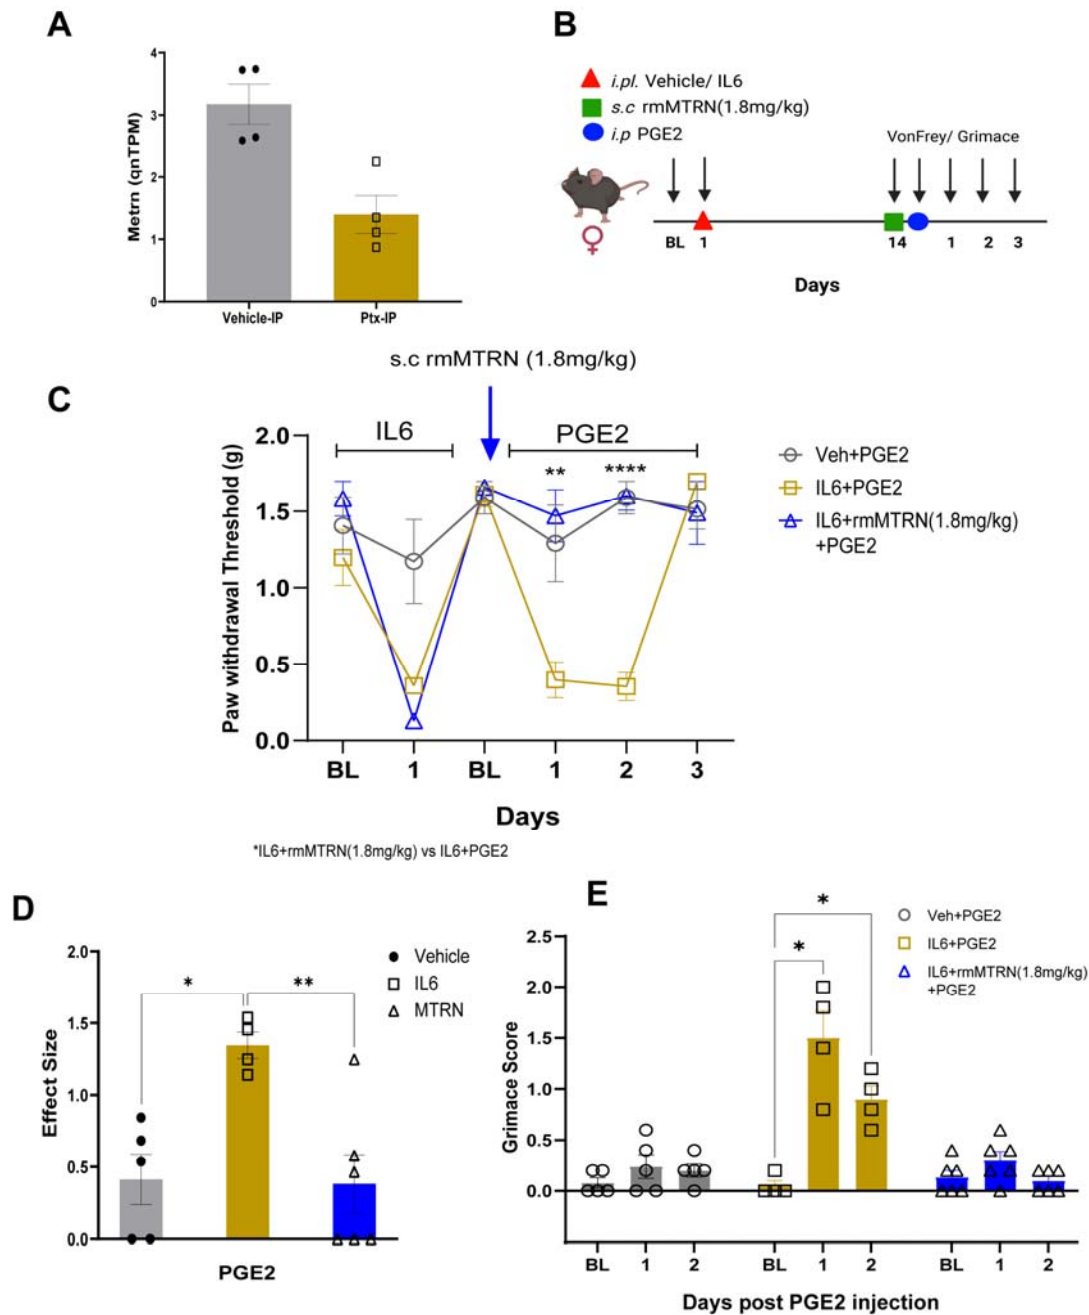 A
Metrn (qnTPM)
4
3
2
1
0
Vehicle-IP
Ptx-IP
B
i.pl. Vehicle/ IL6
s.c rmMTRN(1.8mg/kg)
i.p PGE2
VonFrey/ Grimace
BL
1
14
1
2
3
Days
C
s.c rmMTRN (1.8mg/kg)
IL6
PGE2
Paw withdrawal Threshold (g)
2.0
1.5
1.0
0.5
0.0
**
****
BL
1
BL
1
2
3
Days
Veh+PGE2
IL6+PGE2
IL6+rmMTRN(1.8mg/kg)
+PGE2
*IL6+rmMTRN(1.8mg/kg) vs IL6+PGE2
D
Effect Size
2.0
1.5
1.0
0.5
0.0
*
**
Vehicle
IL6
MTRN
PGE2
E
Grimace Score
2.5
2.0
1.5
1.0
0.5
0.0
*
*
Veh+PGE2
IL6+PGE2
IL6+rmMTRN(1.8mg/kg)
+PGE2
BL
1
2
BL
1
2
BL
1
2
Days post PGE2 injection